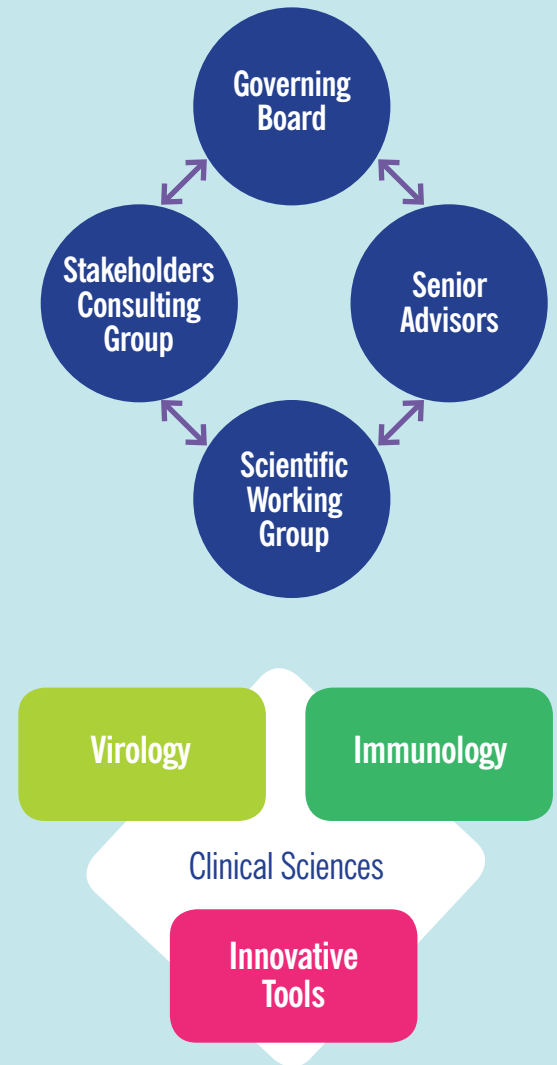 Governing
Board
Stakeholders
Consulting
Group
Senior
Advisors
Scientific
Working
Group
Virology
Immunology
Clinical Sciences
Innovative
Tools